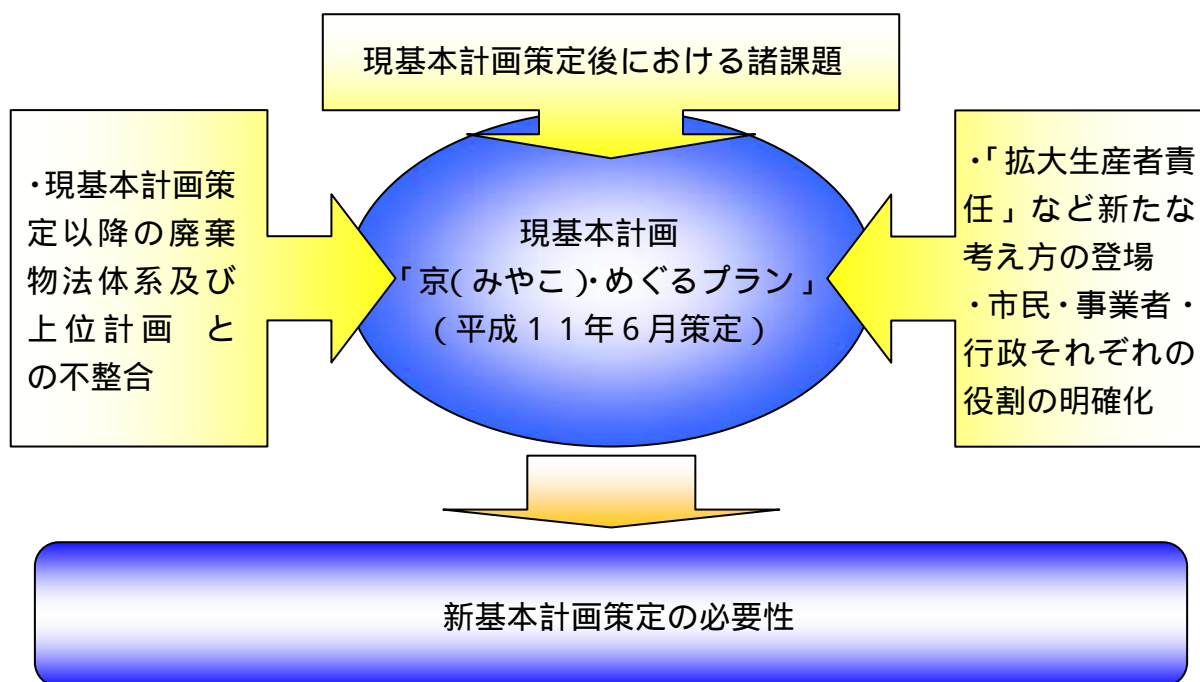 現基本計画策定後における諸課題
・現基本計画策
定以降の廃棄
物法体系及び
上位計画 と
の不整合
現基本計画
「京(みやこ)・めぐるプラン」
(平成11年6月策定)
・「拡大生産者責
任」など新たな
考え方の登場
・市民・事業者・
行政それぞれの
役割の明確化
新基本計画策定の必要性